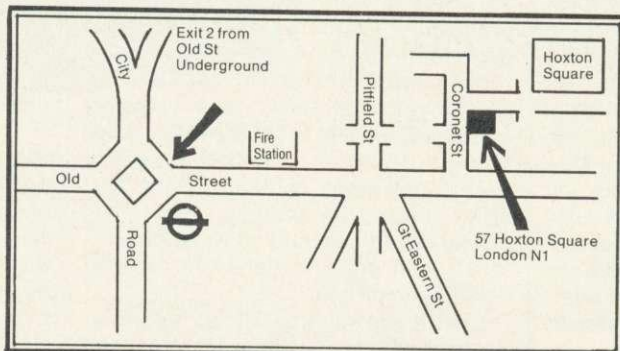 Exit 2 from
Old St
Underground
City
Pitfield St
Coronet St
Hoxton
Square
Fire
Station
Old
Street
Road
Gt Eastern St
57 Hoxton Square
London N1